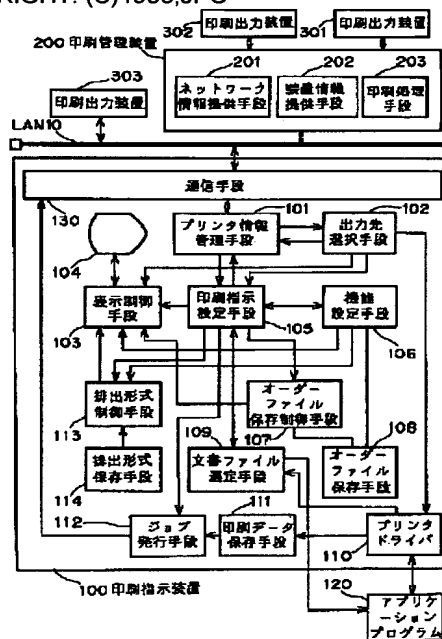 RIGHT: (C)1999,JPO
302 印刷出力装置
印刷出力装置 301
200 印刷管理装置
201 202 203
ネットワーク情報提供手段
装置情報提供手段
印刷処理手段
303
印刷出力装置
LAN10
通信手段
130
101
プリンタ情報管理手段
102
出力先選択手段
104
表示制御手段
103
印刷指示設定手段
105
機能設定手段
106
排出形式制御手段
113
オーダーファイル保存制御手段
107
108
オーダーファイル保存手段
排出形式保存手段
114
109
文書ファイル選定手段
112
ジョブ発行手段
111
印刷データ保存手段
プリンタドライバ
110
100 印刷指示装置
120
アプリケーションプログラム